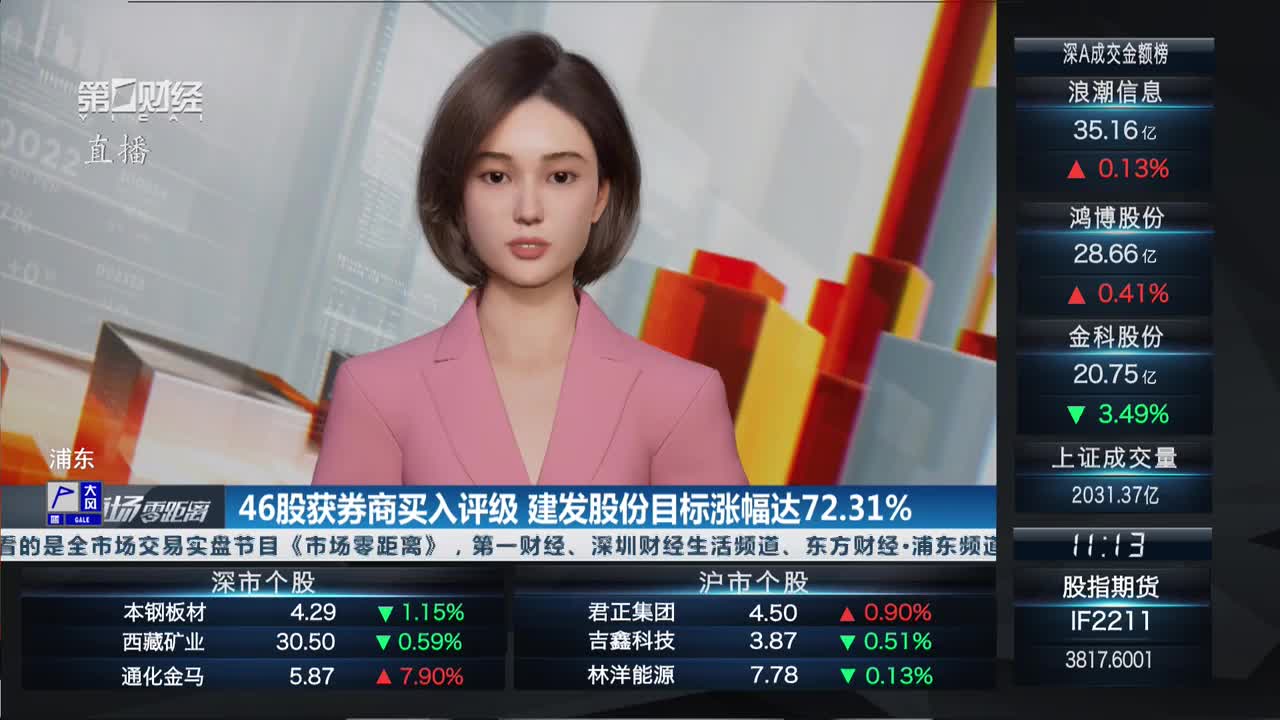 第一财经
YICAI
直播
0022
浦东
大风
GALE
市场零距离
46股获券商买入评级 建发股份目标涨幅达72.31%
看的是全市场交易实盘节目《市场零距离》，第一财经、深圳财经生活频道、东方财经·浦东频道
深市个股
本钢板材 4.29 ▼ 1.15%
西藏矿业 30.50 ▼ 0.59%
通化金马 5.87 ▲ 7.90%
沪市个股
君正集团 4.50 ▲ 0.90%
吉鑫科技 3.87 ▼ 0.51%
林洋能源 7.78 ▼ 0.13%
深A成交金额榜
浪潮信息
35.16亿
▲ 0.13%
鸿博股份
28.66亿
▲ 0.41%
金科股份
20.75亿
▼ 3.49%
上证成交量
2031.37亿
11:13
股指期货
IF2211
3817.6001